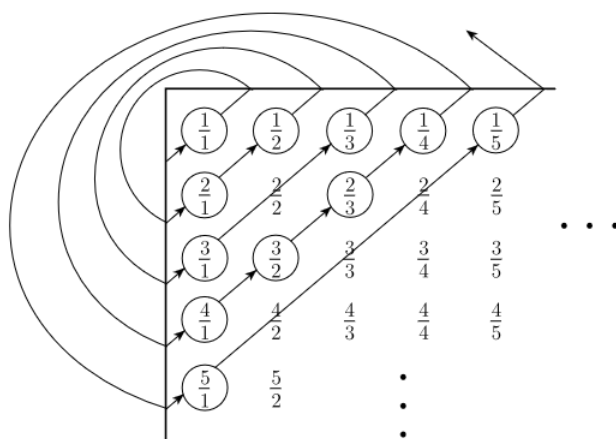 1/1 1/2 1/3 1/4 1/5
2/1 2/2 2/3 2/4 2/5
3/1 3/2 3/3 3/4 3/5 . . .
4/1 4/2 4/3 4/4 4/5
5/1 5/2